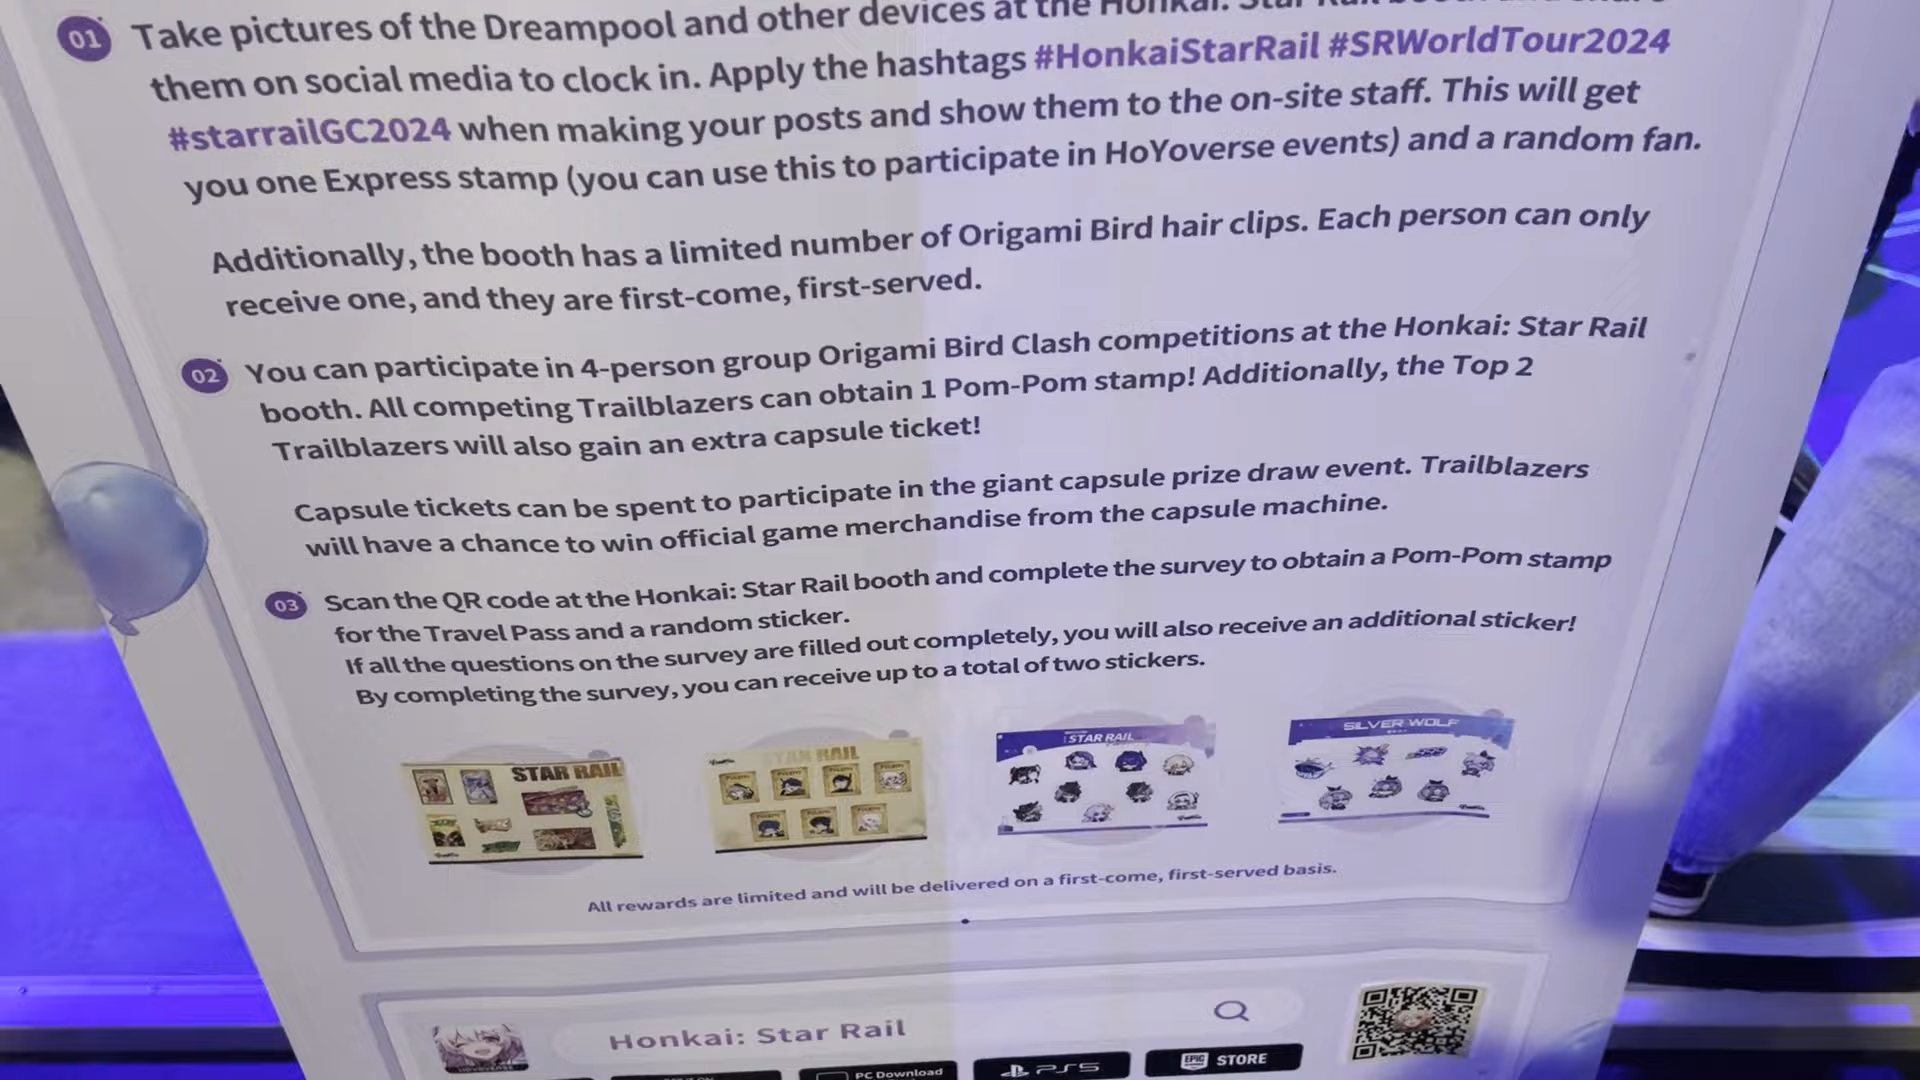 01 Take pictures of the Dreampool and other devices at the Honkai: Star Rail booth and share
them on social media to clock in. Apply the hashtags #HonkaiStarRail #SRWorldTour2024
#starrailGC2024 when making your posts and show them to the on-site staff. This will get
you one Express stamp (you can use this to participate in HoYoverse events) and a random fan.
Additionally, the booth has a limited number of Origami Bird hair clips. Each person can only
receive one, and they are first-come, first-served.
02 You can participate in 4-person group Origami Bird Clash competitions at the Honkai: Star Rail
booth. All competing Trailblazers can obtain 1 Pom-Pom stamp! Additionally, the Top 2
Trailblazers will also gain an extra capsule ticket!
Capsule tickets can be spent to participate in the giant capsule prize draw event. Trailblazers
will have a chance to win official game merchandise from the capsule machine.
03 Scan the QR code at the Honkai: Star Rail booth and complete the survey to obtain a Pom-Pom stamp
for the Travel Pass and a random sticker.
If all the questions on the survey are filled out completely, you will also receive an additional sticker!
By completing the survey, you can receive up to a total of two stickers.
STAR RAIL
STAR RAIL
STAR RAIL
SILVER WOLF
All rewards are limited and will be delivered on a first-come, first-served basis.
Honkai: Star Rail
PC Download
PS5
EPIC STORE